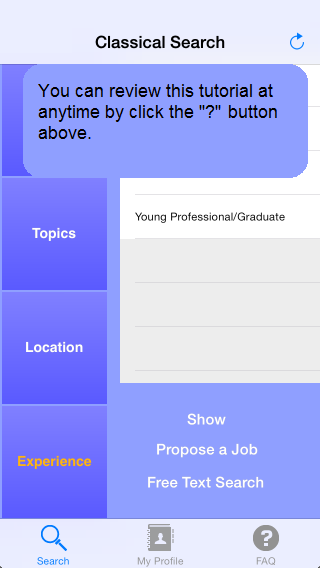 Classical Search
You can review this tutorial at
anytime by click the "?" button
above.
Topics
Young Professional/Graduate
Location
Experience
Show
Propose a Job
Free Text Search
Search
My Profile
FAQ